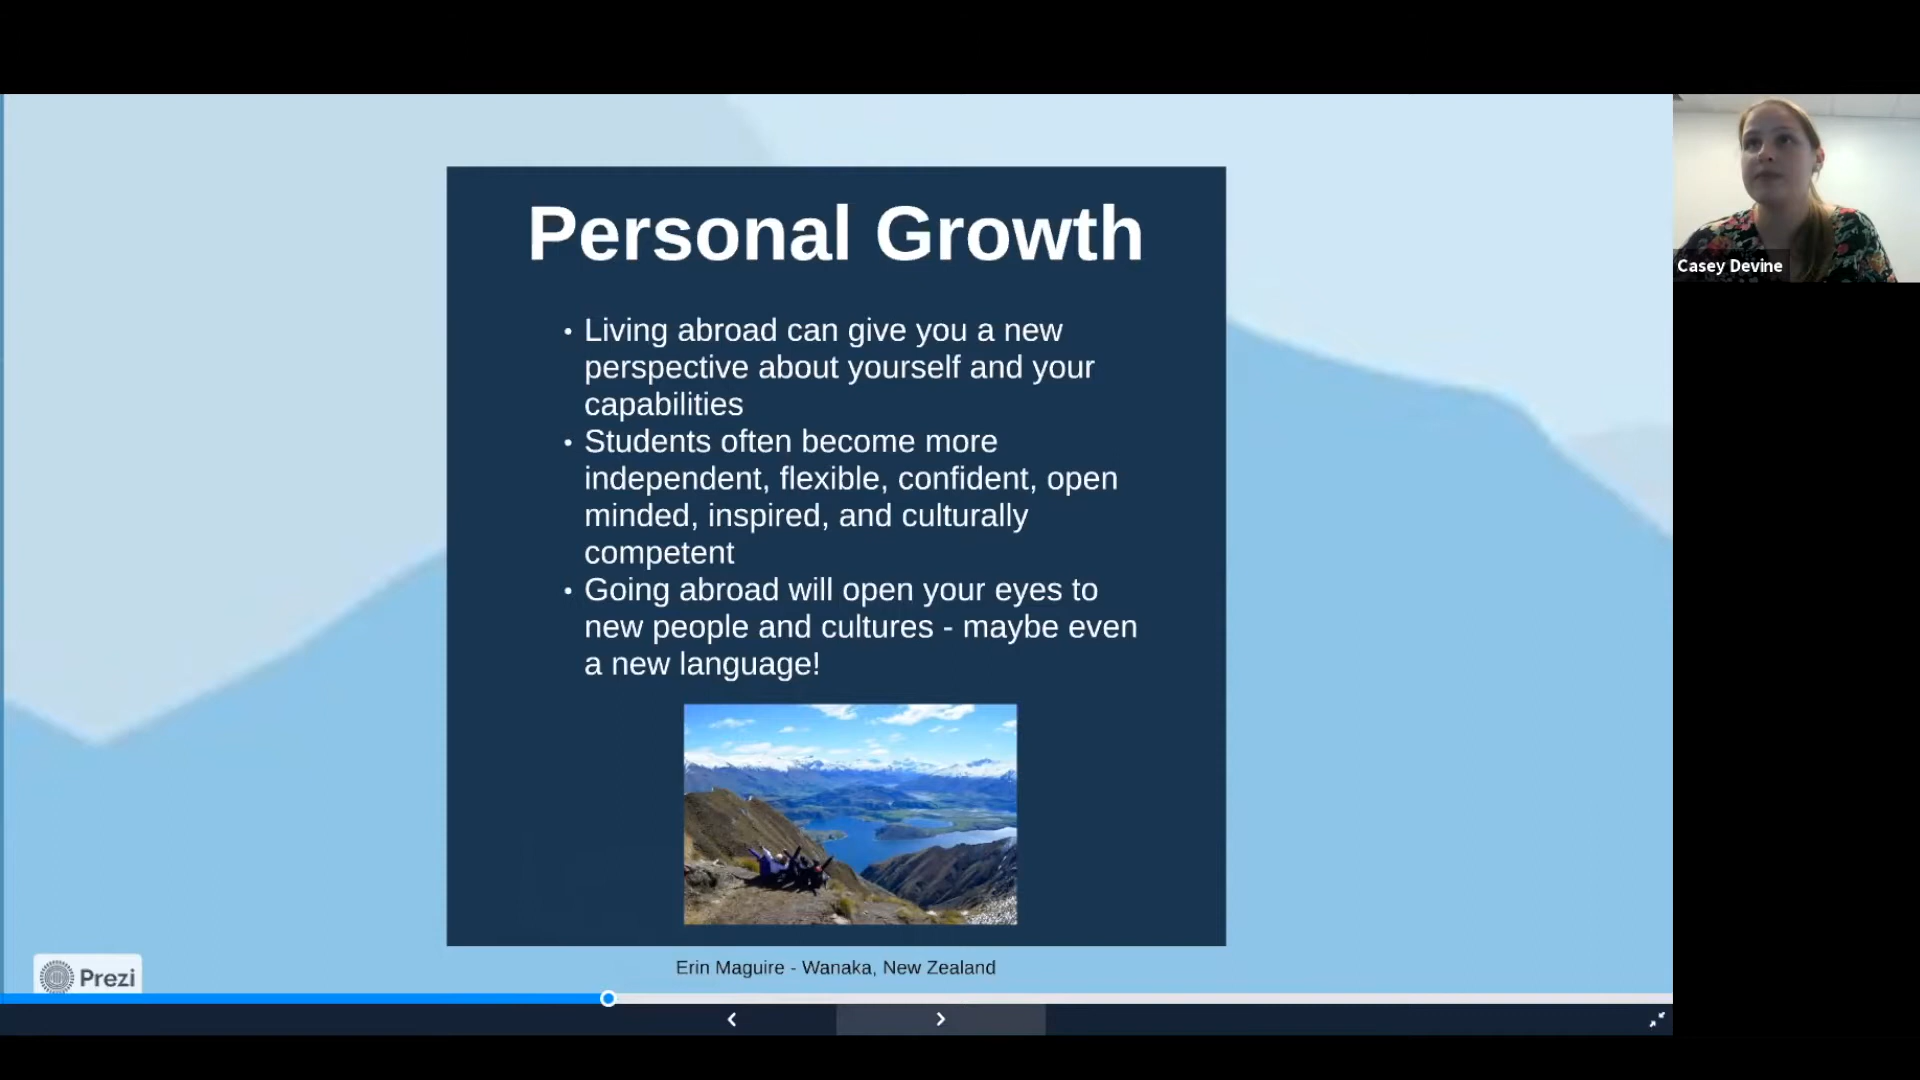 Personal Growth
• Living abroad can give you a new
perspective about yourself and your
capabilities
• Students often become more
independent, flexible, confident, open
minded, inspired, and culturally
competent
• Going abroad will open your eyes to
new people and cultures - maybe even
a new language!
Erin Maguire - Wanaka, New Zealand
Prezi
Casey Devine